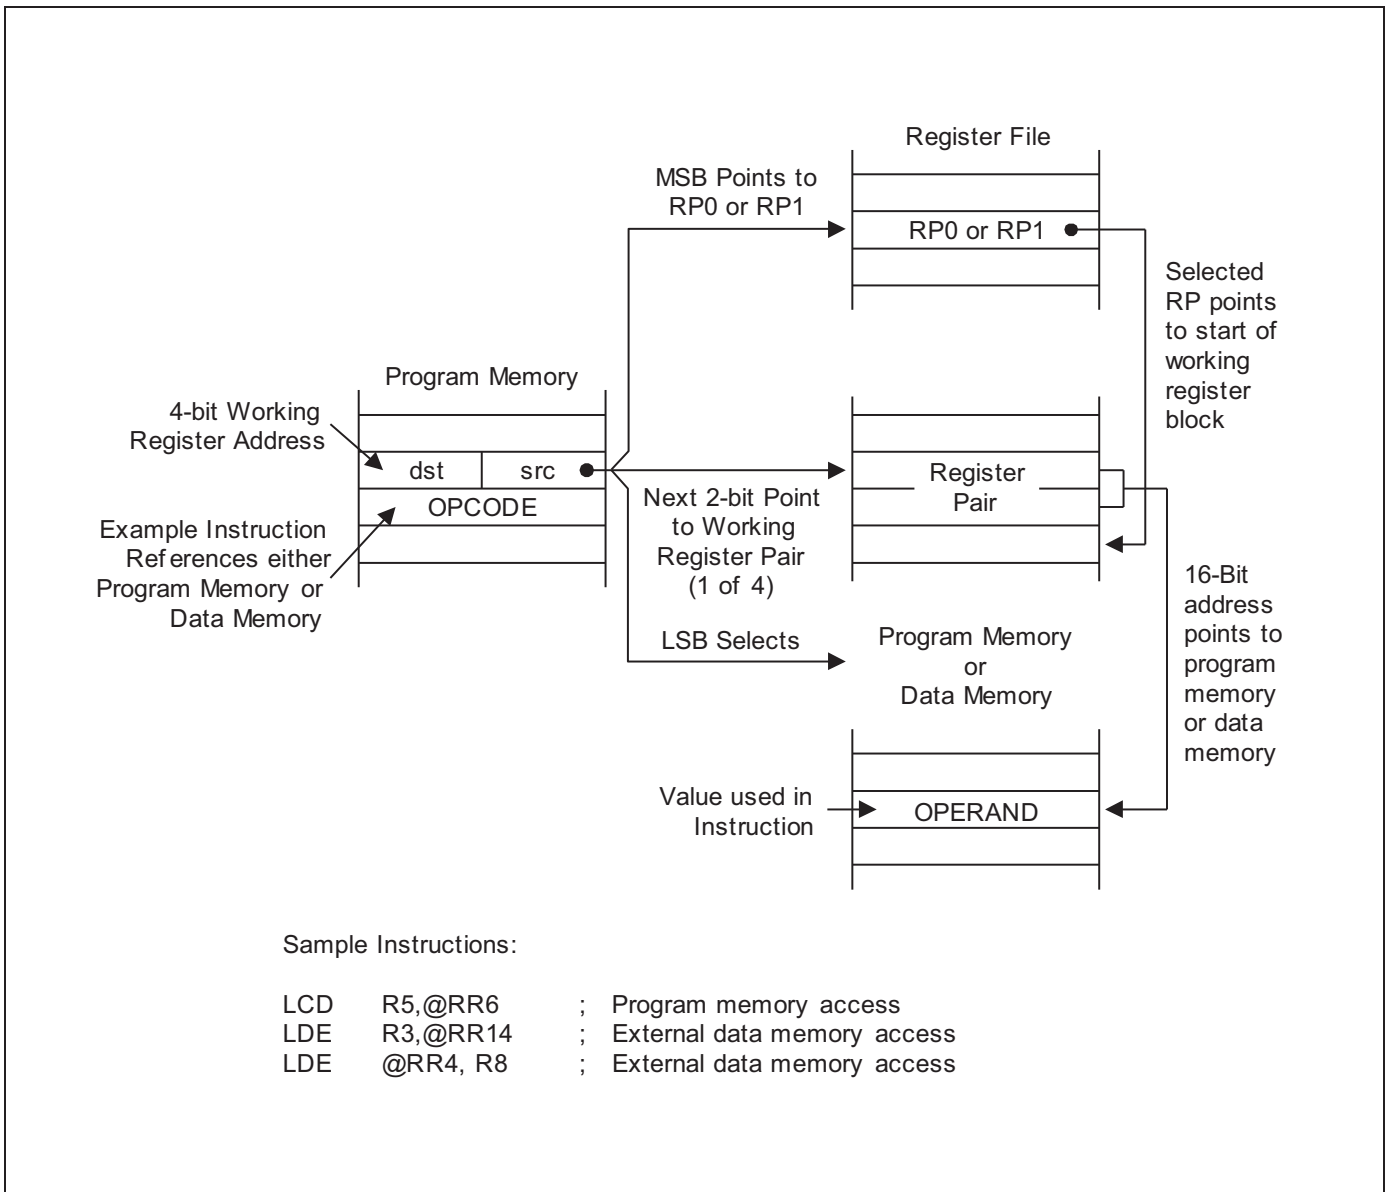 Register File
MSB Points to
RP0 or RP1
RP0 or RP1
Selected
RP points
to start of
working
register
block
Program Memory
4-bit Working
Register Address
dst src
OPCODE
Example Instruction
References either
Program Memory or
Data Memory
Next 2-bit Point
to Working
Register Pair
(1 of 4)
Register
Pair
LSB Selects
Program Memory
or
Data Memory
16-Bit
address
points to
program
memory
or data
memory
Value used in
Instruction
OPERAND
Sample Instructions:
LCD R5,@RR6 ; Program memory access
LDE R3,@RR14 ; External data memory access
LDE @RR4, R8 ; External data memory access